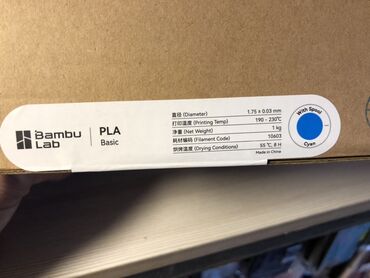 Bambu
Lab
PLA
Basic
直径 (Diameter) 1.75 ± 0.03 mm
打印温度 (Printing Temp) 190 - 230℃
净重 (Net Weight) 1 kg
耗材编码 (Filament Code) 10603
烘烤温度 (Drying Conditions) 55 ℃, 8 H
Made in China
With Spool
Cyan